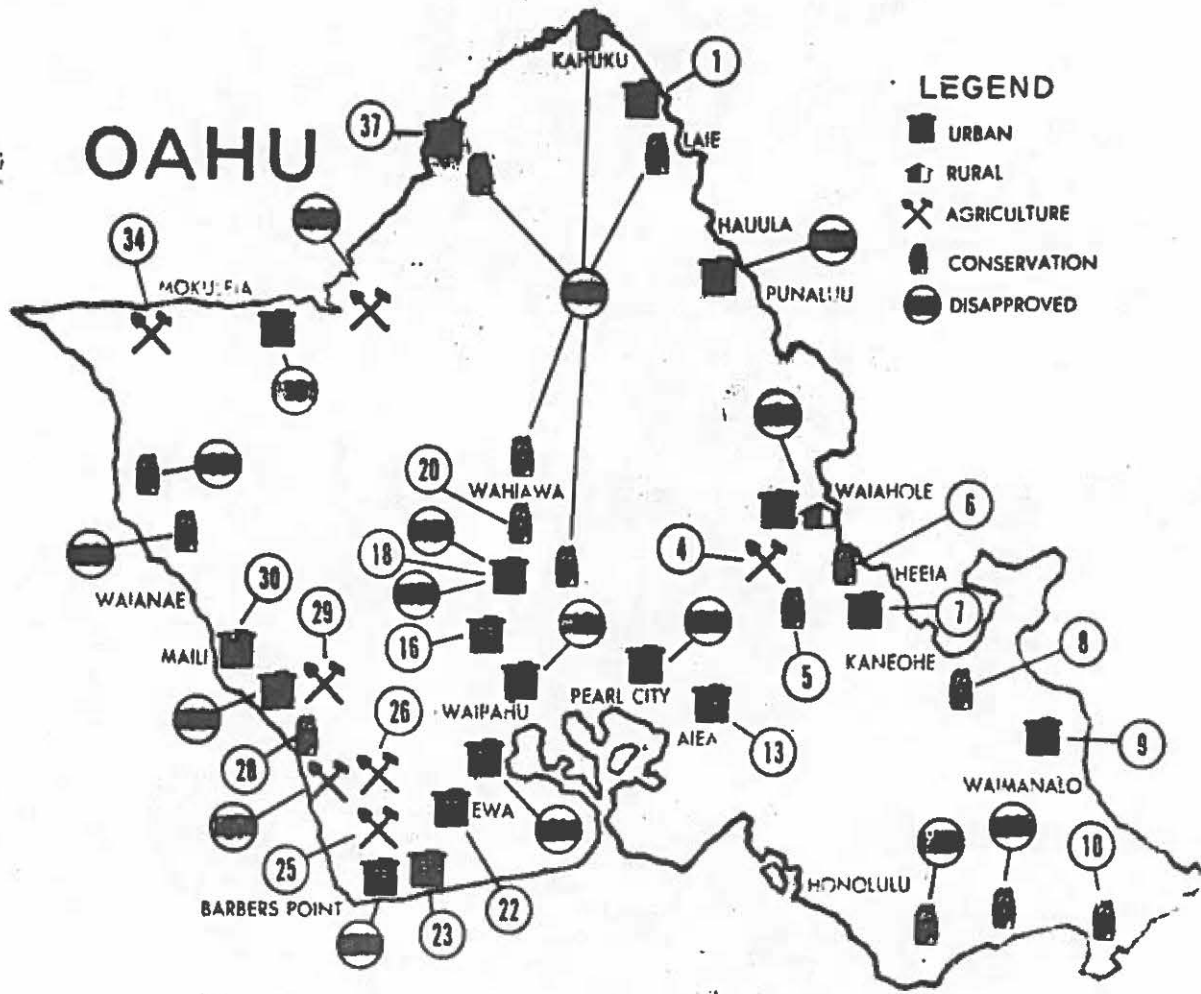 OAHU
LEGEND
URBAN
RURAL
AGRICULTURE
CONSERVATION
DISAPPROVED
KAHUKU
1
37
LAIE
HAUULA
34
MOKULEIA
PUNALUU
20
WAHIAWA
WAIAHOLE
6
18
4
HEEIA
WAIANAE
30
29
16
7
MAILI
5
KANEOHE
8
26
WAIPAHU
PEARL CITY
AIEA
13
9
28
WAIMANALO
EWA
25
10
HONOLULU
BARBERS POINT
23
22